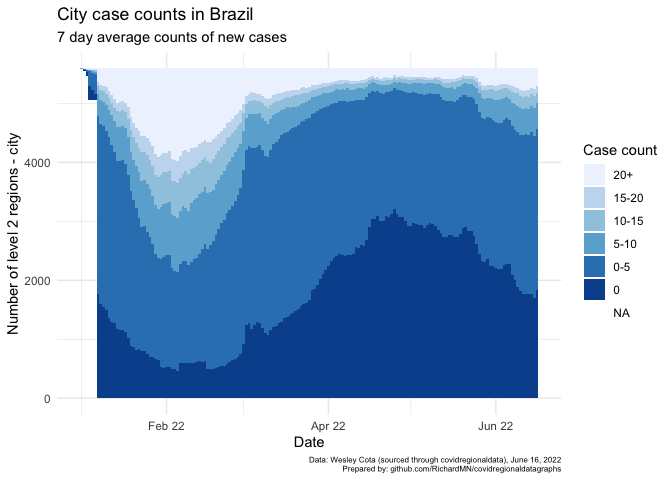 City case counts in Brazil
7 day average counts of new cases
Number of level 2 regions - city
4000
2000
0
Feb 22
Apr 22
Jun 22
Date
Case count
20+
15-20
10-15
5-10
0-5
0
NA
Data: Wesley Cota (sourced through covidregionaldata), June 16, 2022
Prepared by: github.com/RichardMN/covidregionaldatagraphs